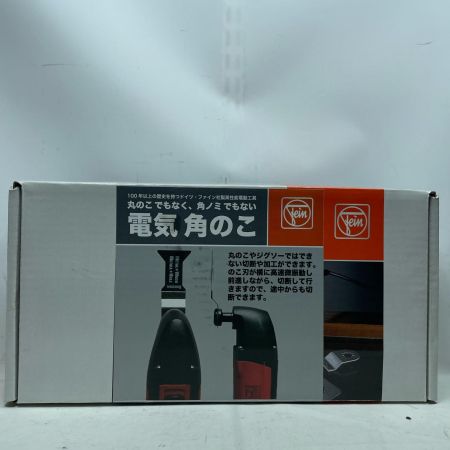 100年以上の歴史を持つドイツ・ファイン社製高性能電動工具
丸のこでもなく、角ノミでもない
電気 角のこ
Fein
Fein
丸のこやジグソーではでき
ない切断や加工ができます。
のこ刃が横に高速微振動し
前進しながら、切断して行
きますので、途中からも切
断できます。